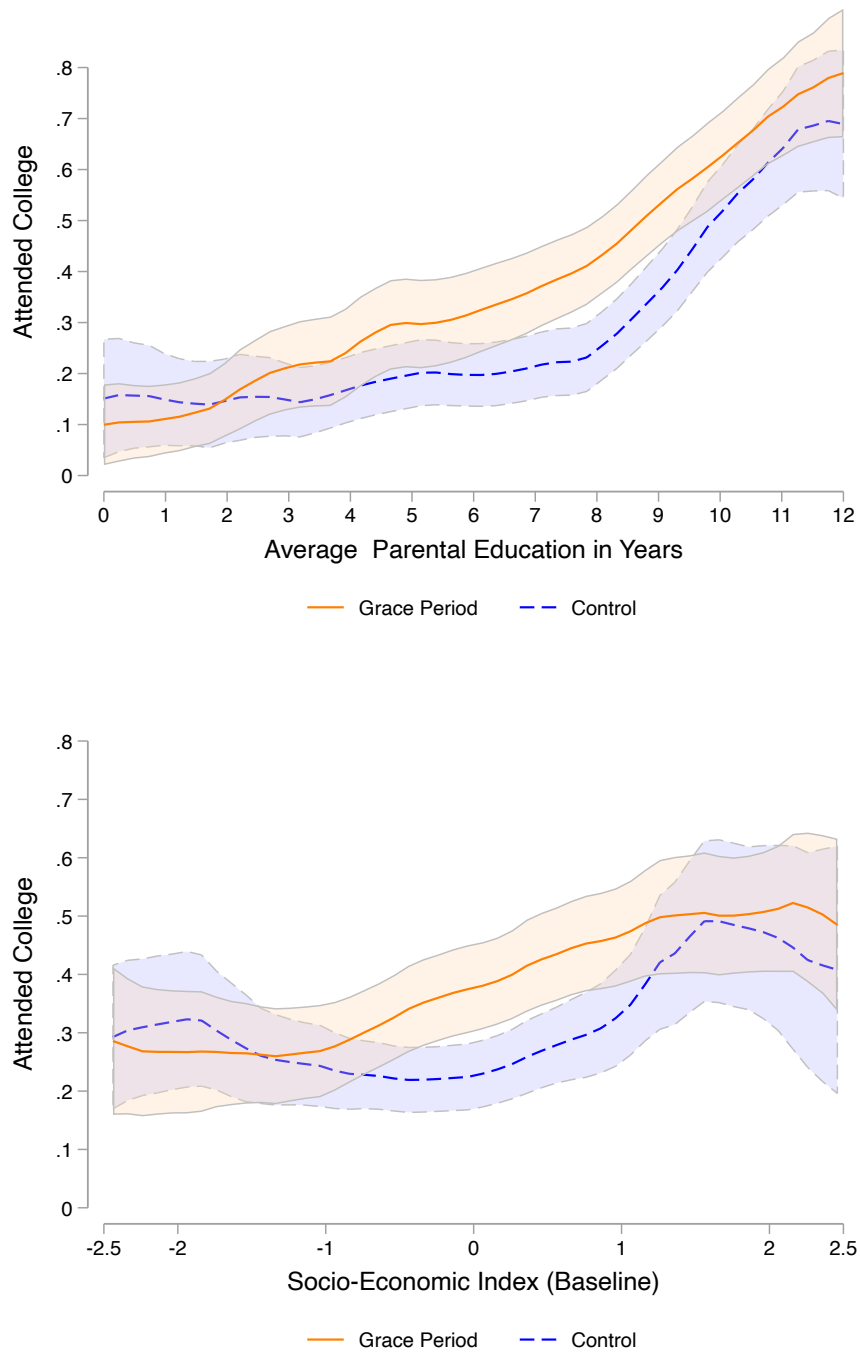 Attended College
.8
.7
.6
.5
.4
.3
.2
.1
0
0 1 2 3 4 5 6 7 8 9 10 11 12
Average Parental Education in Years
Grace Period Control
Attended College
.8
.7
.6
.5
.4
.3
.2
.1
0
-2.5 -2 -1 0 1 2 2.5
Socio-Economic Index (Baseline)
Grace Period Control